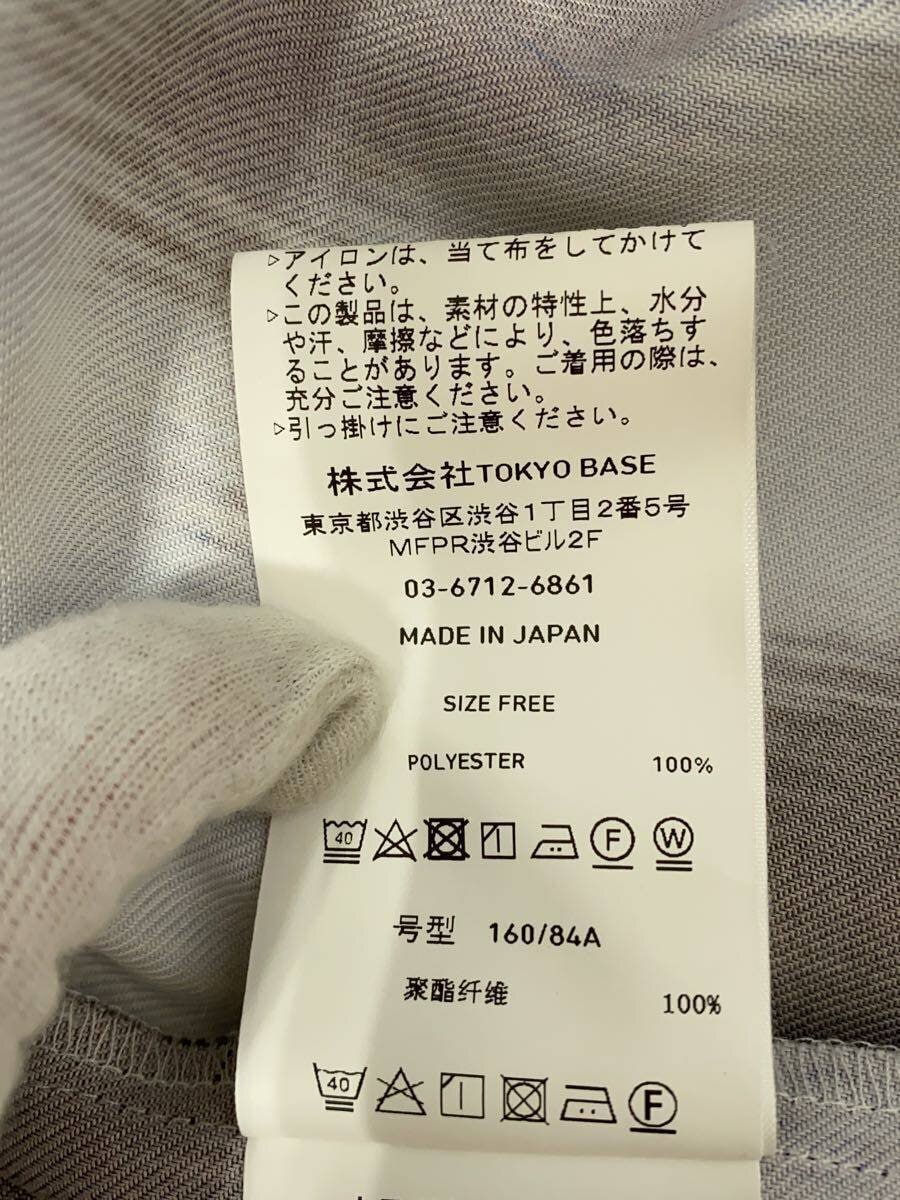 ▷アイロンは、当て布をしてかけて
ください。
▷この製品は、素材の特性上、水分
や汗、摩擦などにより、色落ちす
ることがあります。ご着用の際は、
充分ご注意ください。
▷引っ掛けにご注意ください。
株式会社TOKYO BASE
東京都渋谷区渋谷1丁目2番5号
MFPR渋谷ビル2F
03-6712-6861
MADE IN JAPAN
SIZE FREE
POLYESTER 100%
40 F W
号型 160/84A
聚酯纤维 100%
40 F